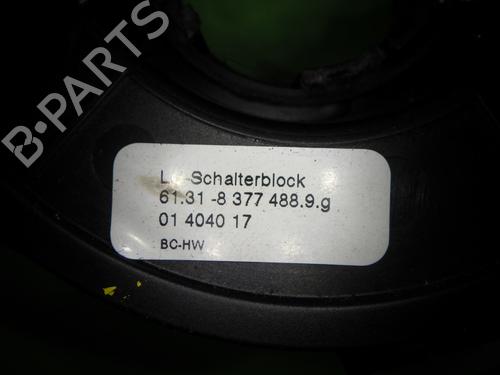 B-PARTS
-Schalterblock
61.31 -8 377 488.9.g
01 4040 17
BC-HW